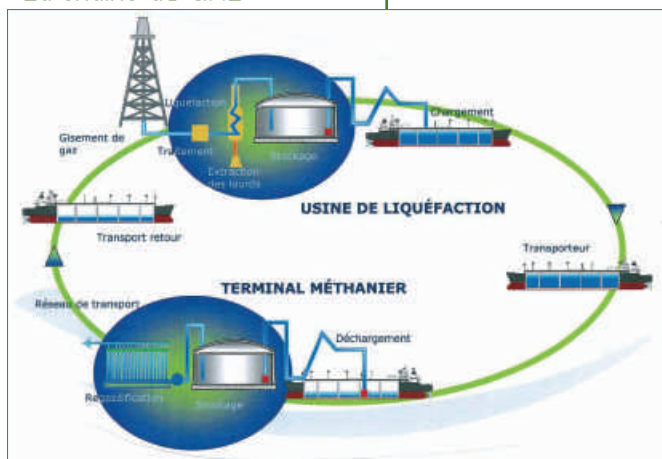 Liquéfaction
Chargement
Gisement de
gaz
Traitement
Stockage
Extraction
des lourds
USINE DE LIQUÉFACTION
Transport retour
Transporteur
TERMINAL MÉTHANIER
Réseau de transport
Déchargement
Regazéification
Stockage